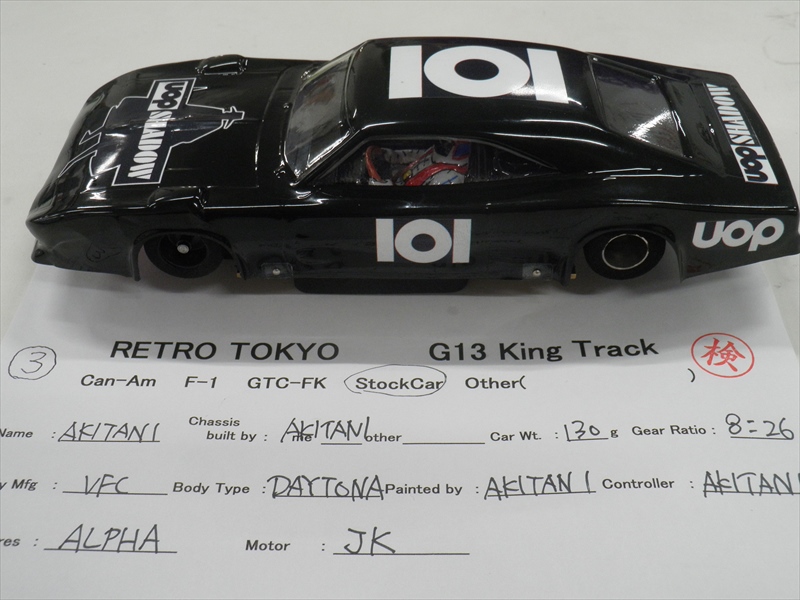 101
uop
SHADOW
uop
SHADOW
101
uop
3 RETRO TOKYO G13 King Track 検
Can-Am F-1 GTC-FK StockCar Other( )
Name : AKITANI Chassis built by : AKITANI other Car Wt. : 130 g Gear Ratio : 8:26
y Mfg : VFC Body Type : DAYTONA Painted by : AKITANI Controller : AKITANI
res : ALPHA Motor : JK